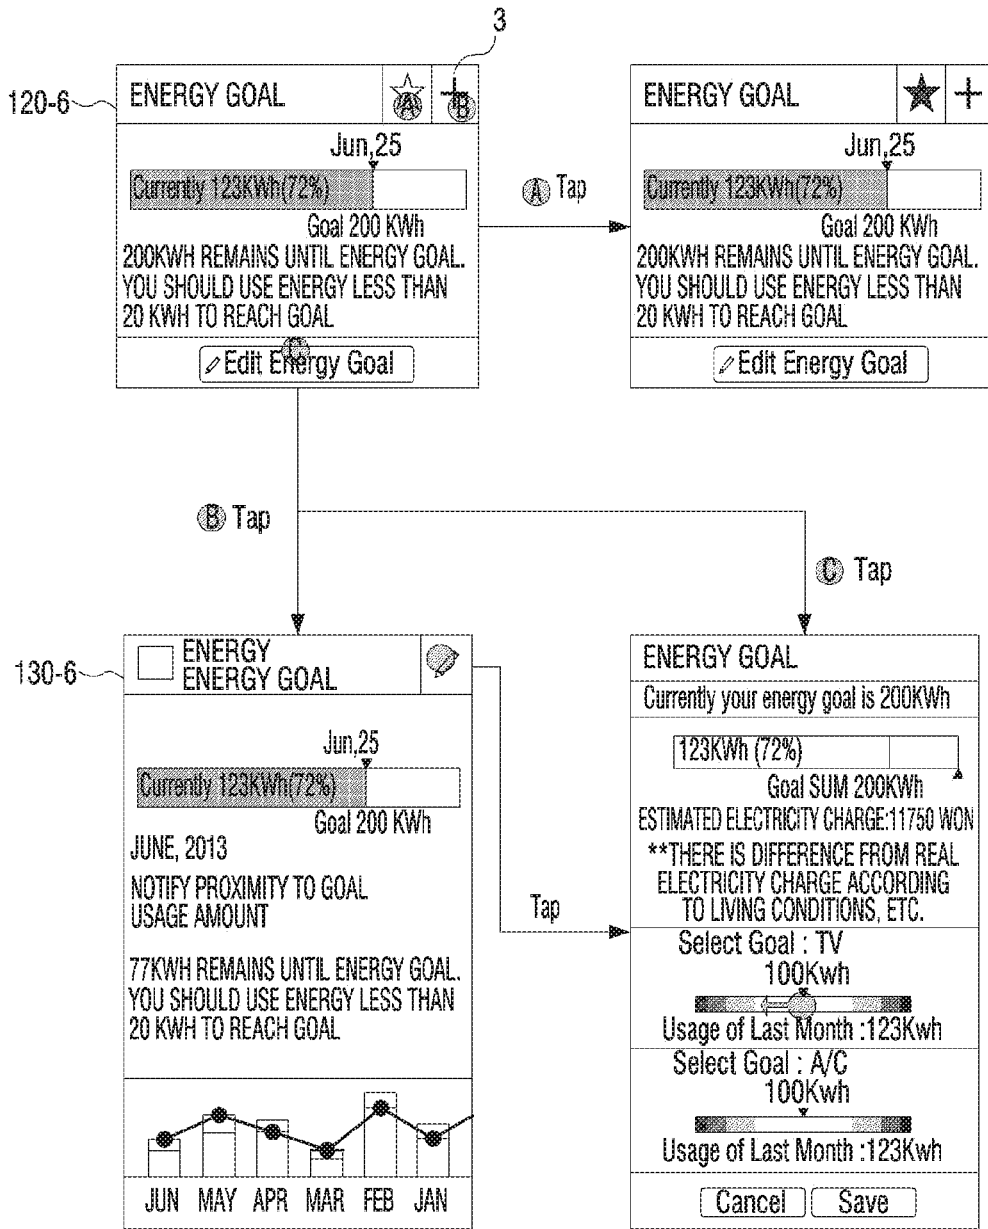 3
120-6
ENERGY GOAL
A
B
Jun,25
Currently 123KWh(72%)
Goal 200 KWh
200KWH REMAINS UNTIL ENERGY GOAL.
YOU SHOULD USE ENERGY LESS THAN
20 KWH TO REACH GOAL
C
Edit Energy Goal
A Tap
ENERGY GOAL
Jun,25
Currently 123KWh(72%)
Goal 200 KWh
200KWH REMAINS UNTIL ENERGY GOAL.
YOU SHOULD USE ENERGY LESS THAN
20 KWH TO REACH GOAL
Edit Energy Goal
B Tap
C Tap
130-6
ENERGY
ENERGY GOAL
Jun,25
Currently 123KWh(72%)
Goal 200 KWh
JUNE, 2013
NOTIFY PROXIMITY TO GOAL
USAGE AMOUNT
77KWH REMAINS UNTIL ENERGY GOAL.
YOU SHOULD USE ENERGY LESS THAN
20 KWH TO REACH GOAL
JUN MAY APR MAR FEB JAN
Tap
ENERGY GOAL
Currently your energy goal is 200KWh
123KWh (72%)
Goal SUM 200KWh
ESTIMATED ELECTRICITY CHARGE:11750 WON
**THERE IS DIFFERENCE FROM REAL
ELECTRICITY CHARGE ACCORDING
TO LIVING CONDITIONS, ETC.
Select Goal : TV
100Kwh
Usage of Last Month :123Kwh
Select Goal : A/C
100Kwh
Usage of Last Month :123Kwh
Cancel Save